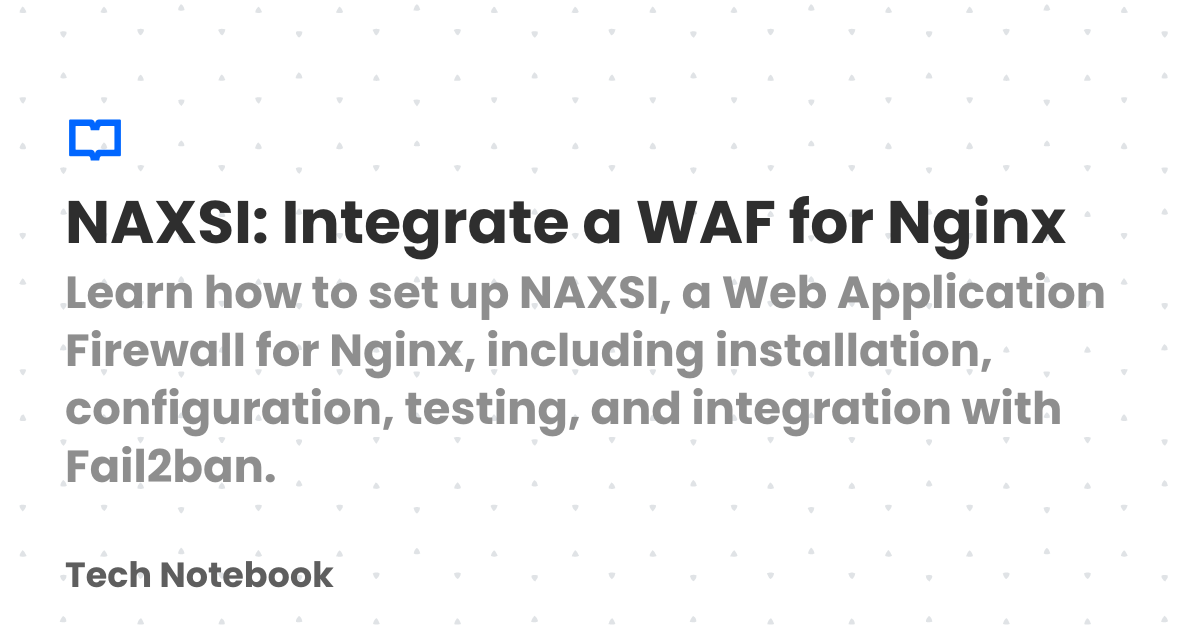 NAXSI: Integrate a WAF for Nginx
Learn how to set up NAXSI, a Web Application
Firewall for Nginx, including installation,
configuration, testing, and integration with
Fail2ban.
Tech Notebook